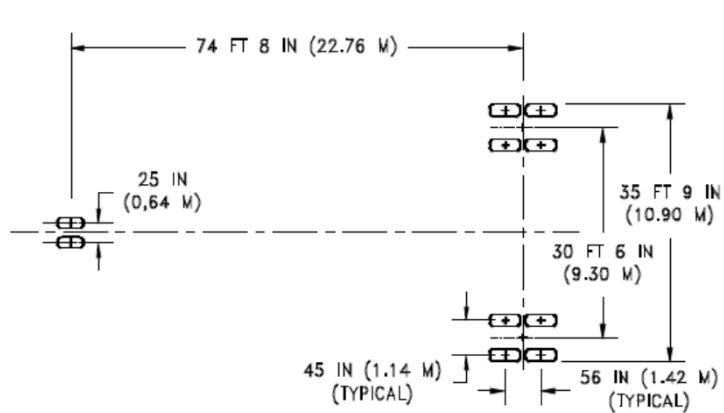 74 FT 8 IN (22.76 M)
25 IN
(0,64 M)
35 FT 9 IN
(10.90 M)
30 FT 6 IN
(9.30 M)
45 IN (1.14 M)
(TYPICAL)
56 IN (1.42 M)
(TYPICAL)